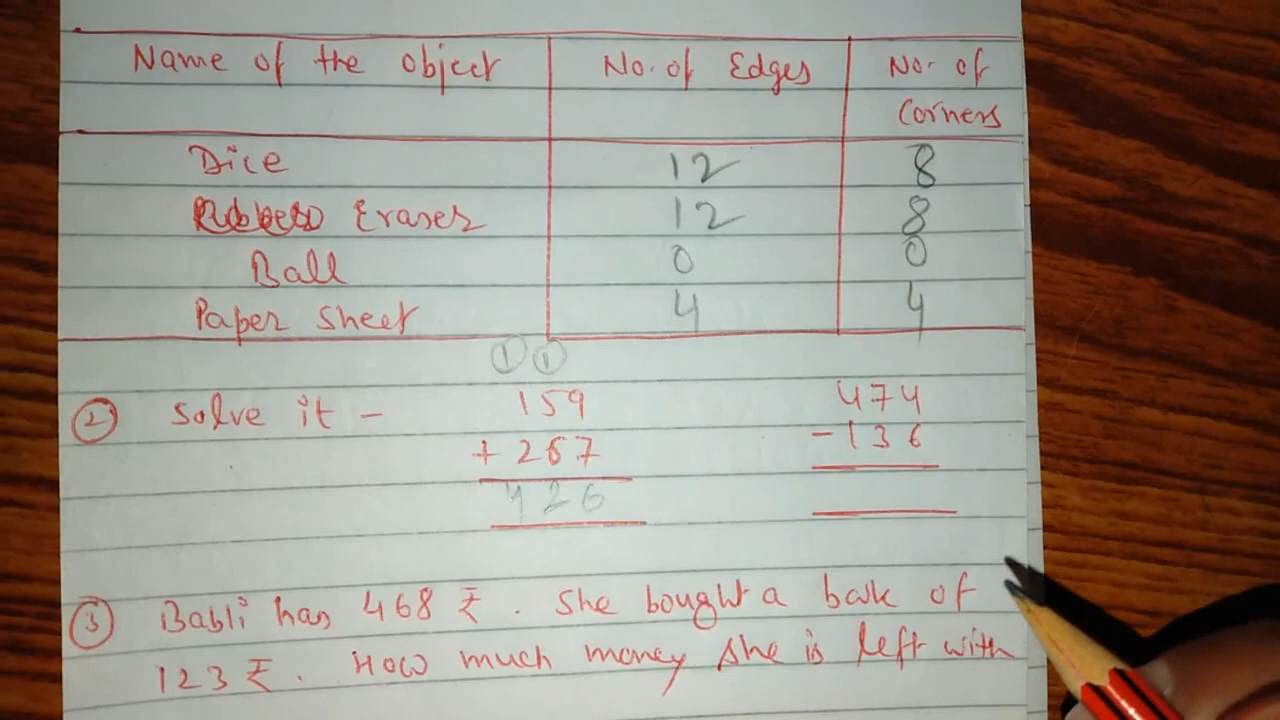 Name of the object No. of Edges No. of
Corners
Dice 12 8
Eraser 12 8
Ball 0 0
Paper Sheet 4 4
1 1
2 Solve it - 159 474
+ 267 - 136
426
3 Babli has 468 ₹. She bought a balk of
123 ₹. How much money she is left with